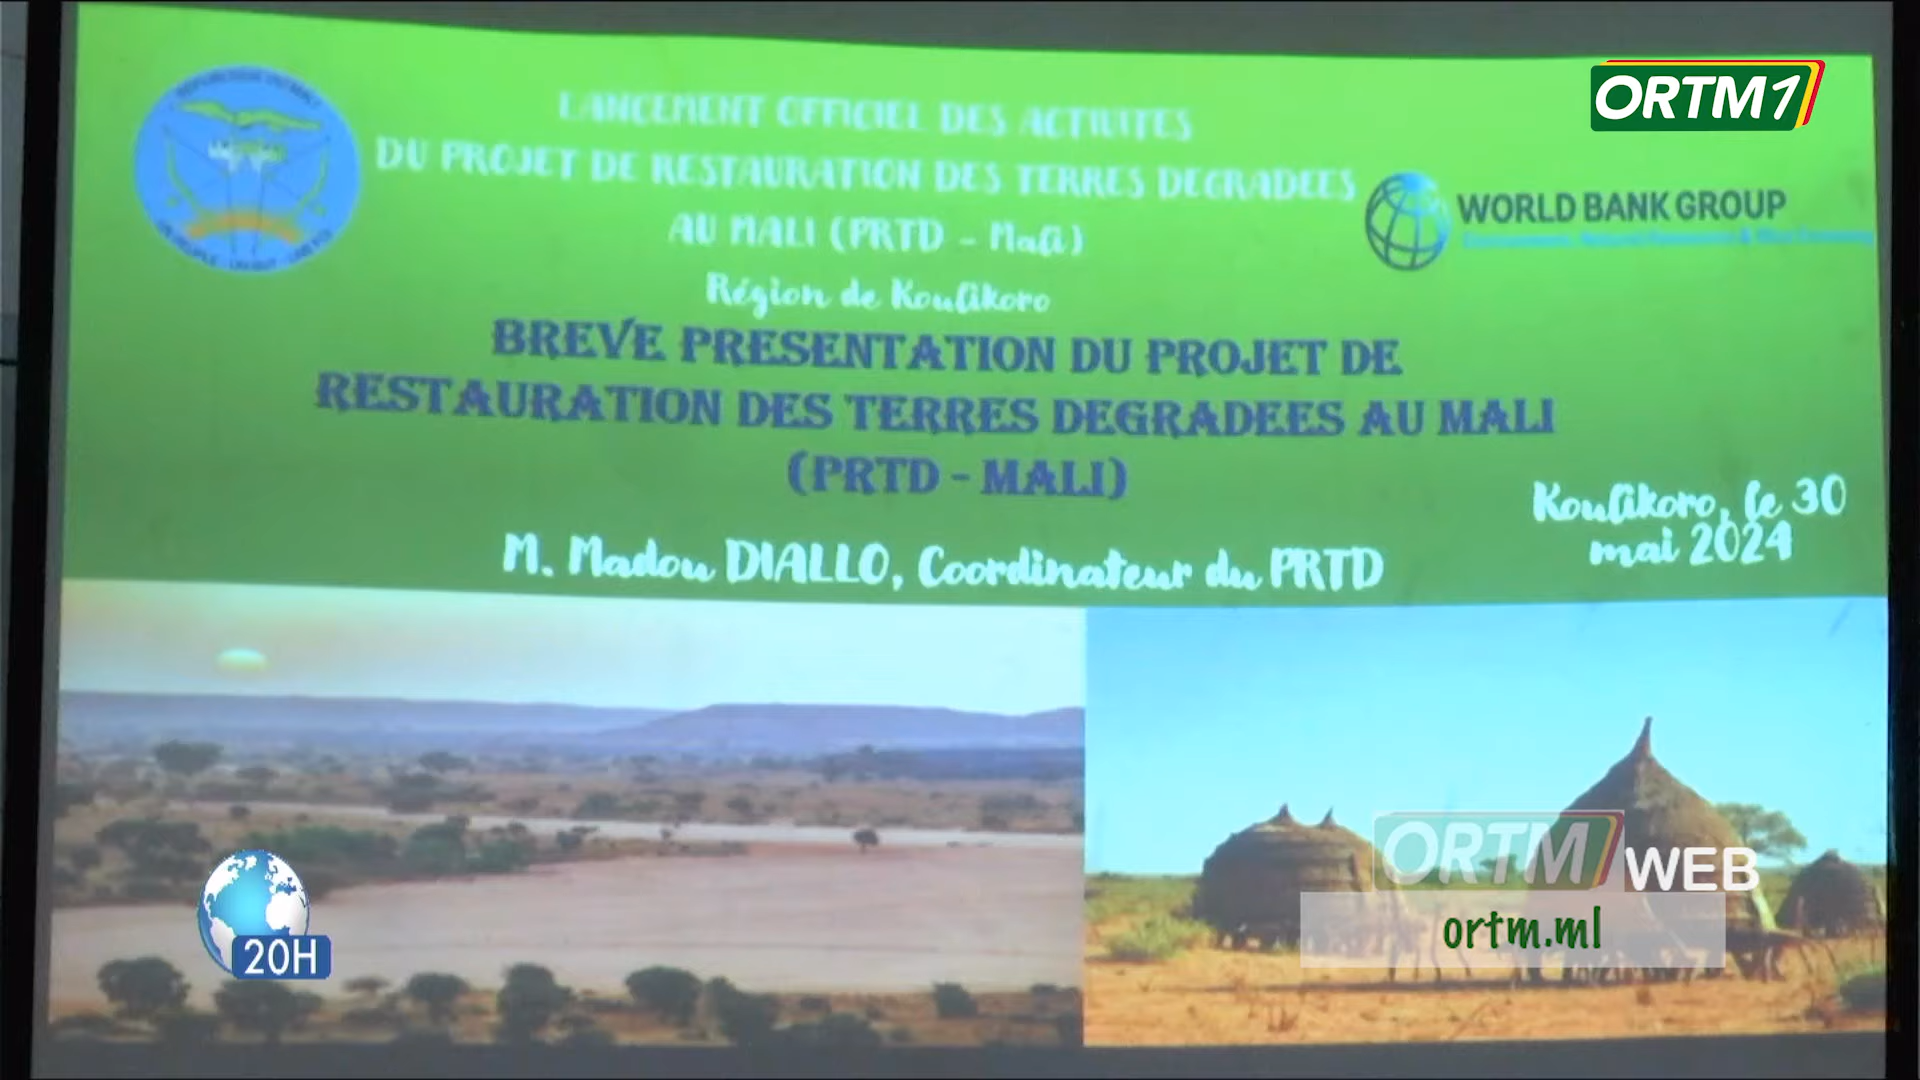 ORTM1
LANCEMENT OFFICIEL DES ACTIVITES
DU PROJET DE RESTAURATION DES TERRES DEGRADEES
AU MALI (PRTD - Mali)
Région de Koulikoro
WORLD BANK GROUP
BREVE PRESENTATION DU PROJET DE
RESTAURATION DES TERRES DEGRADEES AU MALI
(PRTD - MALI)
Koulikoro, le 30
mai 2024
M. Madou DIALLO, Coordinateur du PRTD
ORTM WEB
ortm.ml
20H